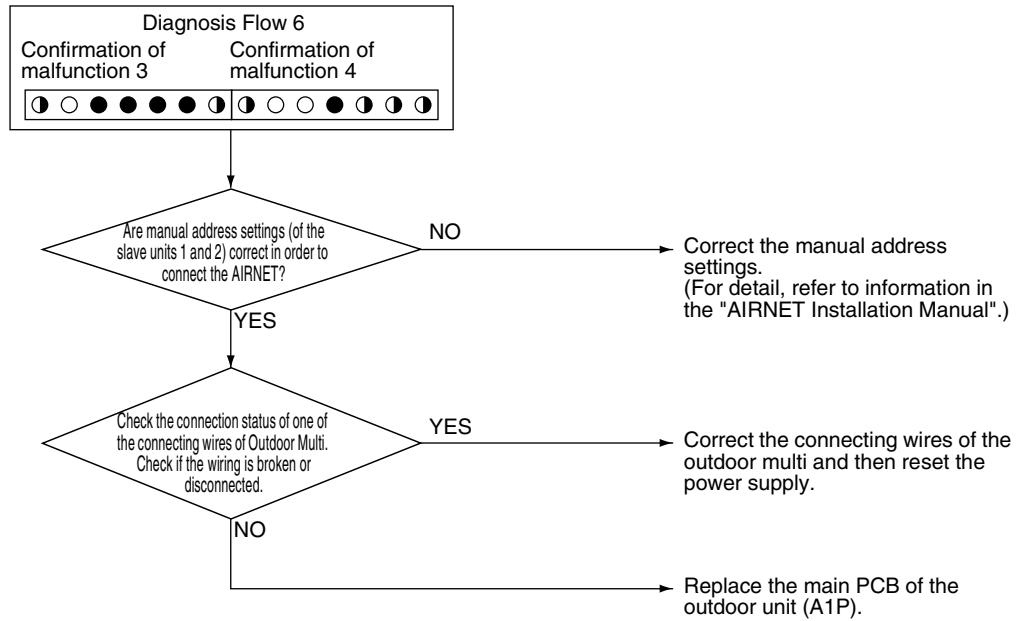 Diagnosis Flow 6
Confirmation of
malfunction 3
Confirmation of
malfunction 4
Are manual address settings (of the
slave units 1 and 2) correct in order to
connect the AIRNET?
NO
Correct the manual address
settings.
(For detail, refer to information in
the "AIRNET Installation Manual".)
YES
Check the connection status of one of
the connecting wires of Outdoor Multi.
Check if the wiring is broken or
disconnected.
YES
Correct the connecting wires of the
outdoor multi and then reset the
power supply.
NO
Replace the main PCB of the
outdoor unit (A1P).